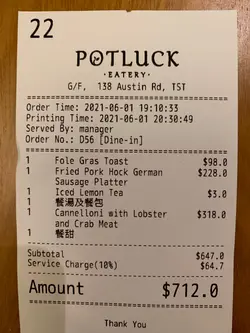 22
POTLUCK
·EATERY·
G/F, 138 Austin Rd, TST
Order Time: 2021-06-01 19:10:33
Printing Time: 2021-06-01 20:30:49
Served By: manager
Order No.: D56 [Dine-in]
1 Foie Gras Toast $98.0
1 Fried Pork Hock German $228.0
Sausage Platter
1 Iced Lemon Tea $3.0
1 餐湯及餐包
1 Cannelloni with Lobster $318.0
and Crab Meat
1 餐甜
Subtotal $647.0
Service Charge(10%) $64.7
Amount $712.0
Thank You